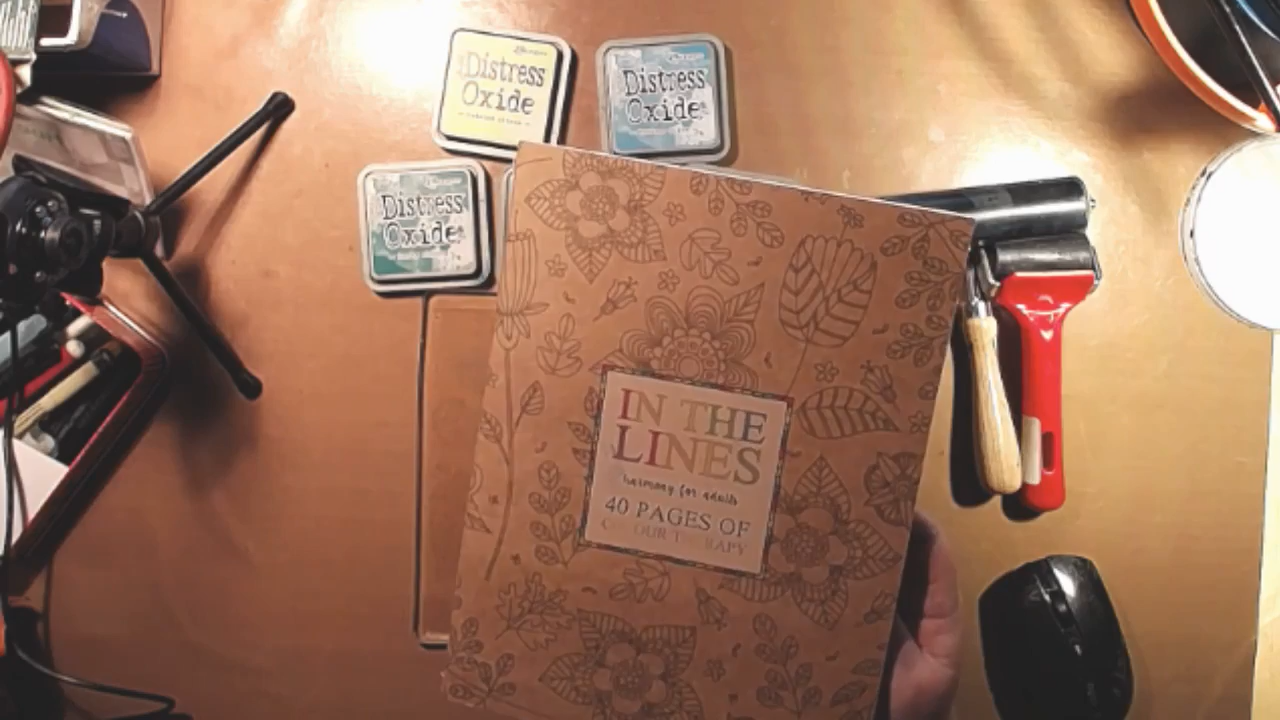 Distress
Oxide
Distress
Oxide
Distress
Oxide
IN THE
LINES
harmony for adults
40 PAGES OF